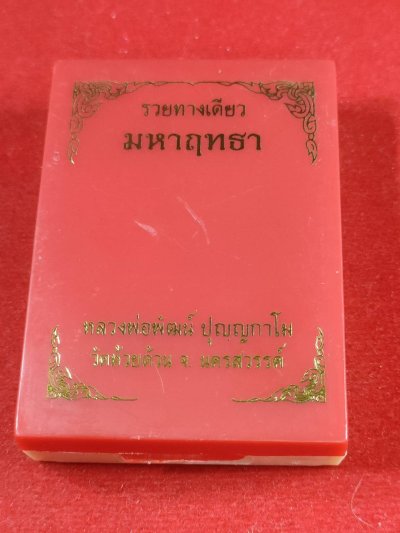 รวยทางเดียว
มหาฤทธา
หลวงพ่อพัฒน์ ปุญญกาโม
วัดห้วยด้วน จ. นครสวรรค์